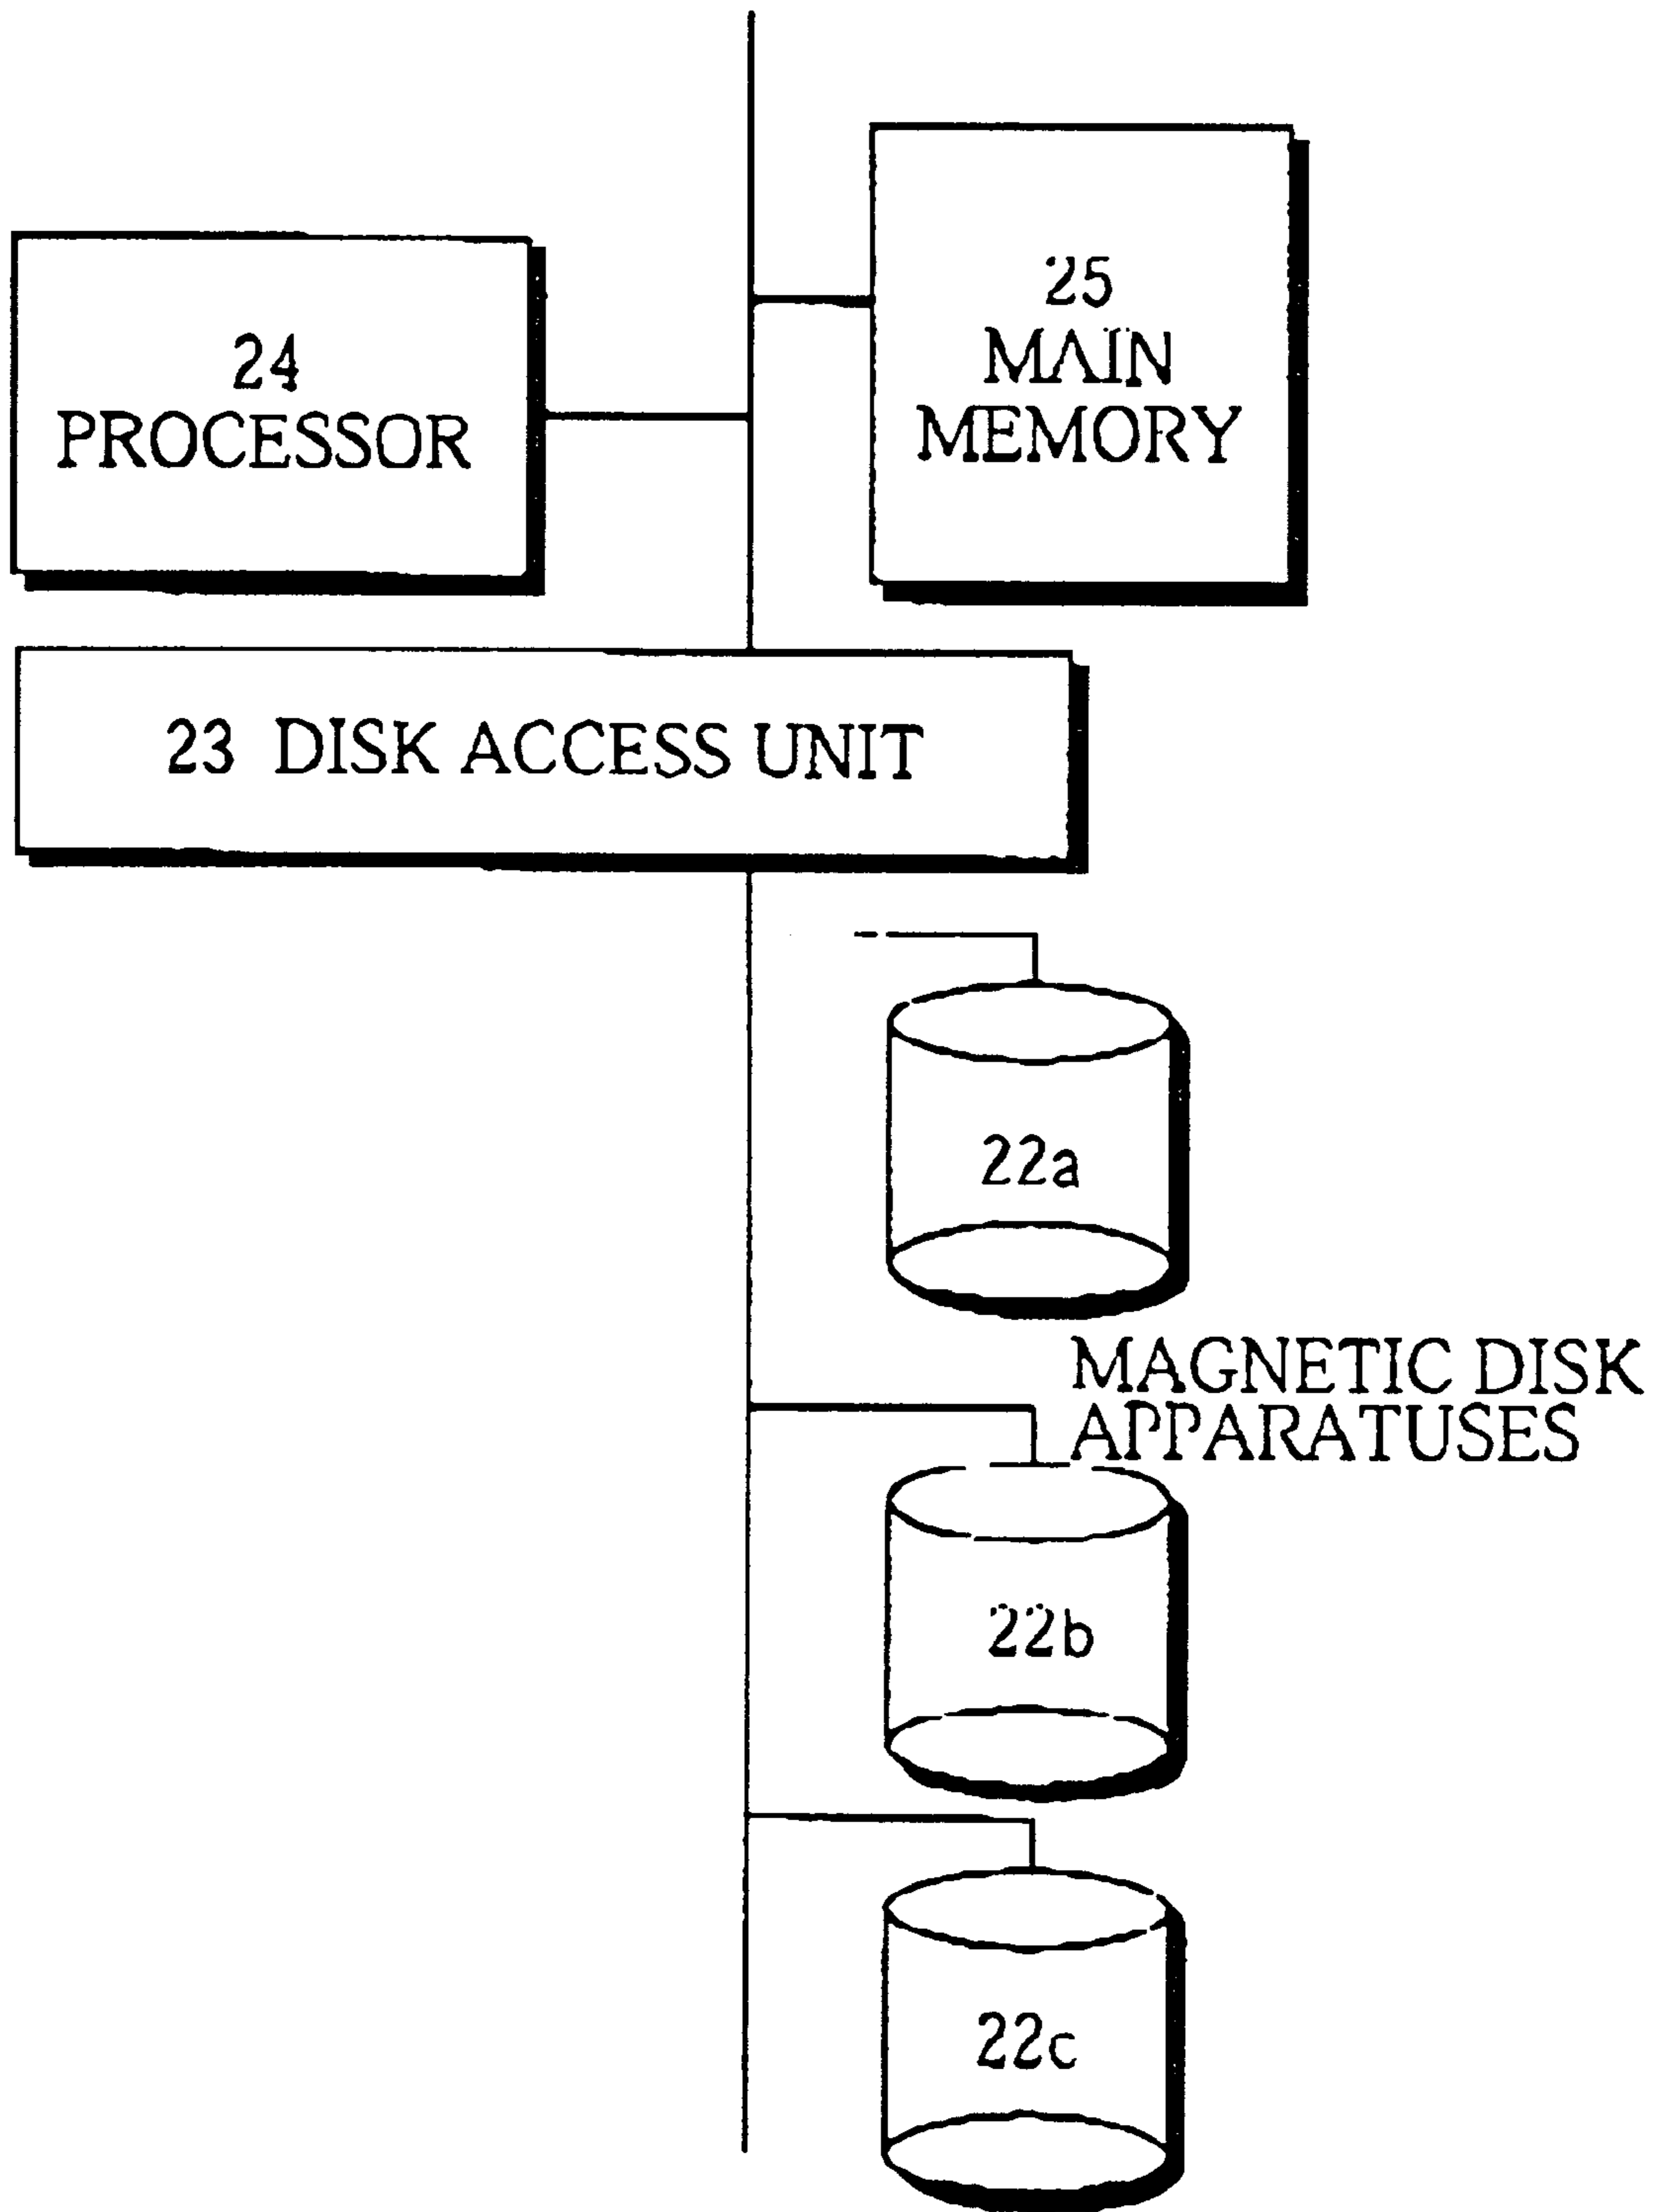 25
MAIN
MEMORY
24
PROCESSOR
23 DISK ACCESS UNIT
22a
MAGNETIC DISK
APPARATUSES
22b
22c